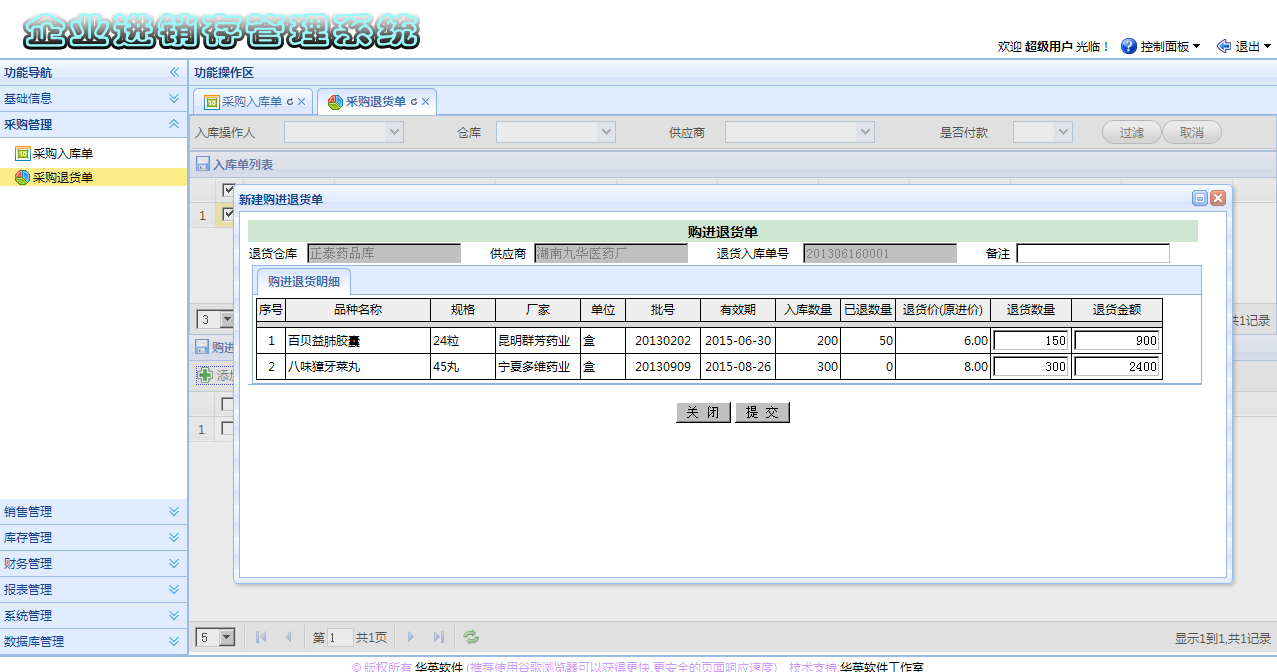 企业进销存管理系统
欢迎 超级用户 光临！ 控制面板 退出
功能导航
功能操作区
基础信息
采购管理
采购入库单
采购退货单
销售管理
库存管理
财务管理
报表管理
系统管理
数据库管理
采购入库单 采购退货单
入库操作人 仓库 供应商 是否付款 过滤 取消
入库单列表
1
3
共1记录
购进
添加
1
新建购进退货单
购进退货单
退货仓库 正泰药品库 供应商 湖南九华医药厂 退货入库单号 201306160001 备注
购进退货明细
序号 品种名称 规格 厂家 单位 批号 有效期 入库数量 已退数量 退货价(原进价) 退货数量 退货金额
1 百贝益肺胶囊 24粒 昆明群芳药业 盒 20130202 2015-06-30 200 50 6.00 150 900
2 八味獐牙菜丸 45丸 宁夏多维药业 盒 20130909 2015-08-26 300 0 8.00 300 2400
关 闭 提 交
5 第 1 共1页 显示1到1,共1记录
© 版权所有 华英软件 (推荐使用谷歌浏览器可以获得更快,更安全的页面响应速度) 技术支持:华英软件工作室